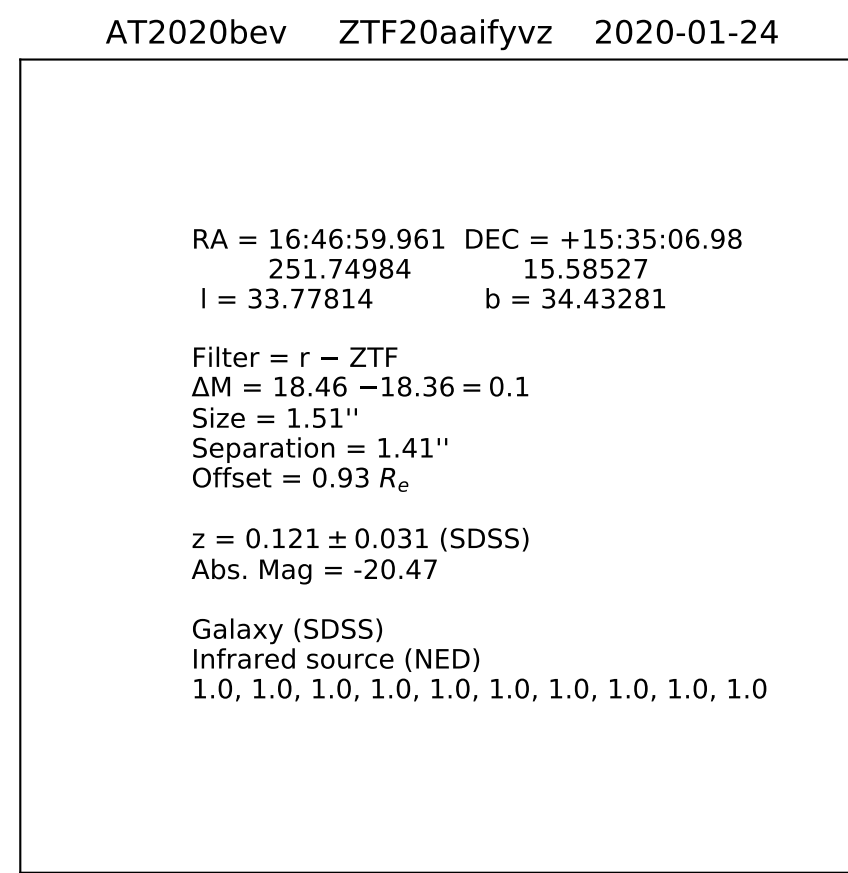 AT2020bev ZTF20aaifyvz 2020-01-24
RA = 16:46:59.961 DEC = +15:35:06.98
251.74984 15.58527
l = 33.77814 b = 34.43281
Filter = r − ZTF
ΔM = 18.46 −18.36 = 0.1
Size = 1.51''
Separation = 1.41''
Offset = 0.93 Rₑ
z = 0.121 ± 0.031 (SDSS)
Abs. Mag = -20.47
Galaxy (SDSS)
Infrared source (NED)
1.0, 1.0, 1.0, 1.0, 1.0, 1.0, 1.0, 1.0, 1.0, 1.0